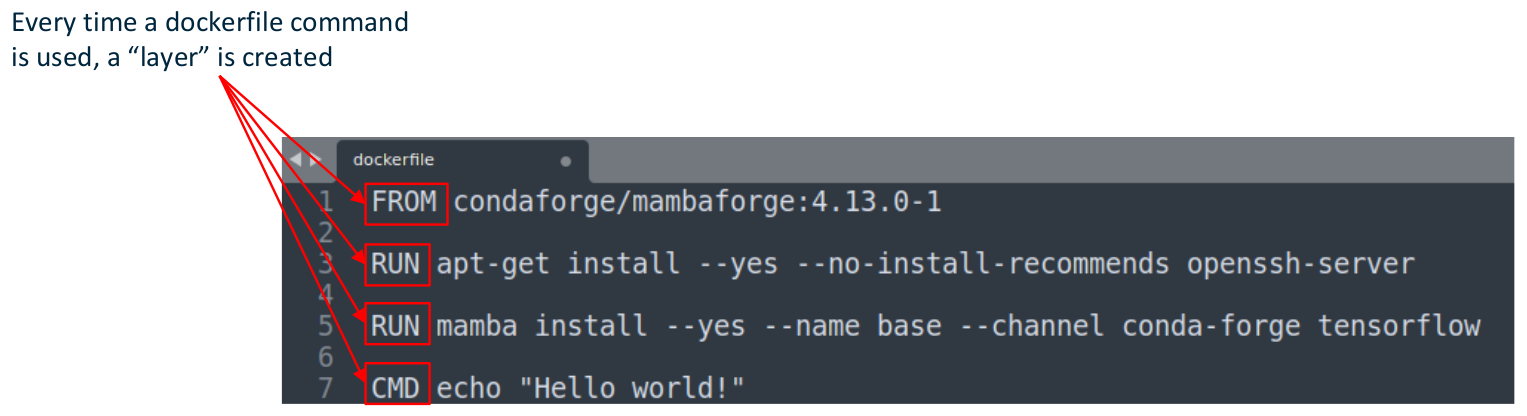 Every time a dockerfile command
is used, a “layer” is created
dockerfile
1 FROM condaforge/mambaforge:4.13.0-1
2
3 RUN apt-get install --yes --no-install-recommends openssh-server
4
5 RUN mamba install --yes --name base --channel conda-forge tensorflow
6
7 CMD echo "Hello world!"